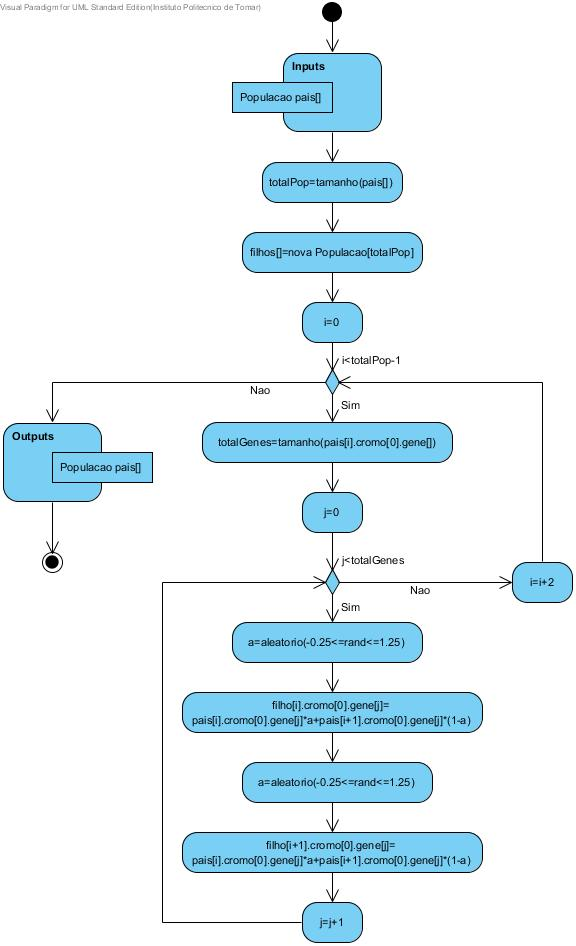 Visual Paradigm for UML Standard Edition(Instituto Politecnico de Tomar)
Inputs
Populacao pais[]
totalPop=tamanho(pais[])
filhos[]=nova Populacao[totalPop]
i=0
i<totalPop-1
Nao
Sim
Outputs
Populacao pais[]
totalGenes=tamanho(pais[i].cromo[0].gene[])
j=0
j<totalGenes
Nao
i=i+2
Sim
a=aleatorio(-0.25<=rand<=1.25)
filho[i].cromo[0].gene[j]=
pais[i].cromo[0].gene[j]*a+pais[i+1].cromo[0].gene[j]*(1-a)
a=aleatorio(-0.25<=rand<=1.25)
filho[i+1].cromo[0].gene[j]=
pais[i].cromo[0].gene[j]*a+pais[i+1].cromo[0].gene[j]*(1-a)
j=j+1